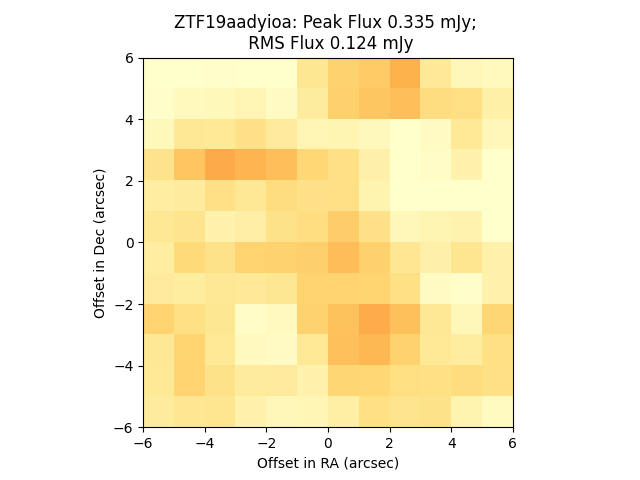 ZTF19aadyioa: Peak Flux 0.335 mJy;
RMS Flux 0.124 mJy
6
4
2
0
−2
−4
−6
Offset in Dec (arcsec)
−6 −4 −2 0 2 4 6
Offset in RA (arcsec)